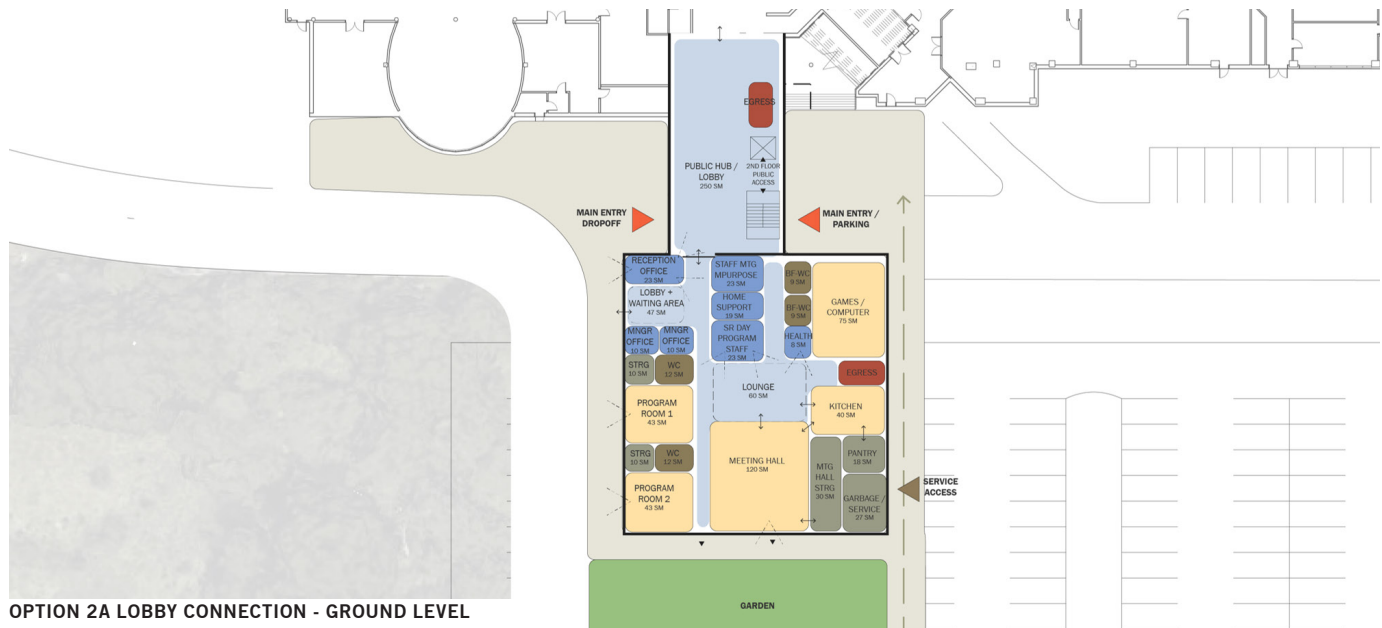 EGRESS
PUBLIC HUB /
LOBBY
250 SM
2ND FLOOR
PUBLIC
ACCESS
MAIN ENTRY
DROPOFF
MAIN ENTRY /
PARKING
RECEPTION
OFFICE
23 SM
STAFF MTG
MPURPOSE
23 SM
BF-WC
9 SM
GAMES /
COMPUTER
75 SM
LOBBY +
WAITING AREA
47 SM
HOME
SUPPORT
19 SM
BF-WC
9 SM
MNGR
OFFICE
10 SM
MNGR
OFFICE
10 SM
SR DAY
PROGRAM
STAFF
23 SM
HEALTH
8 SM
STRG
10 SM
WC
12 SM
LOUNGE
60 SM
EGRESS
PROGRAM
ROOM 1
43 SM
KITCHEN
40 SM
STRG
10 SM
WC
12 SM
MEETING HALL
120 SM
MTG
HALL
STRG
30 SM
PANTRY
18 SM
PROGRAM
ROOM 2
43 SM
GARBAGE /
SERVICE
27 SM
SERVICE
ACCESS
GARDEN
OPTION 2A LOBBY CONNECTION - GROUND LEVEL